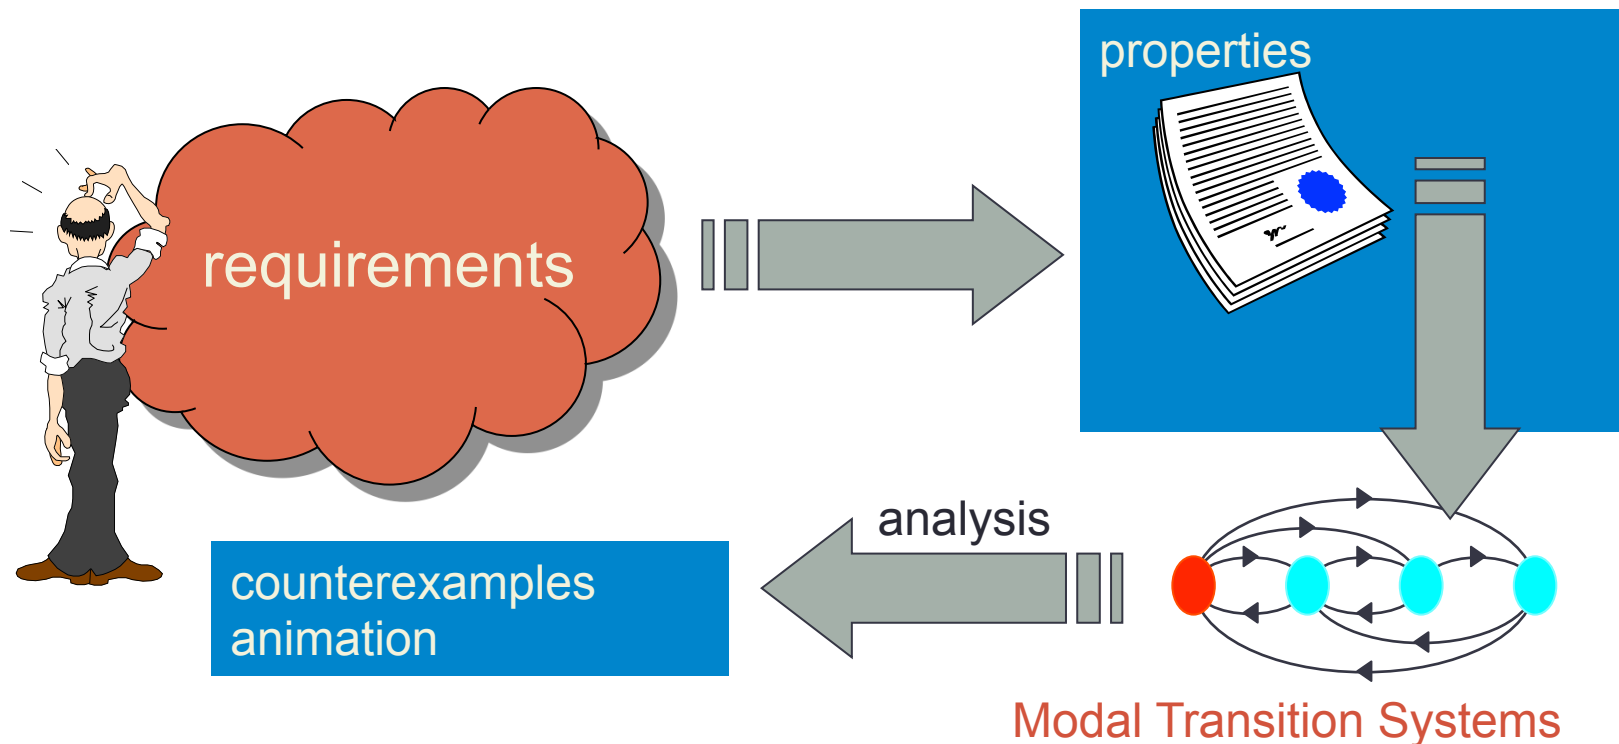 properties
requirements
analysis
counterexamples
animation
Modal Transition Systems